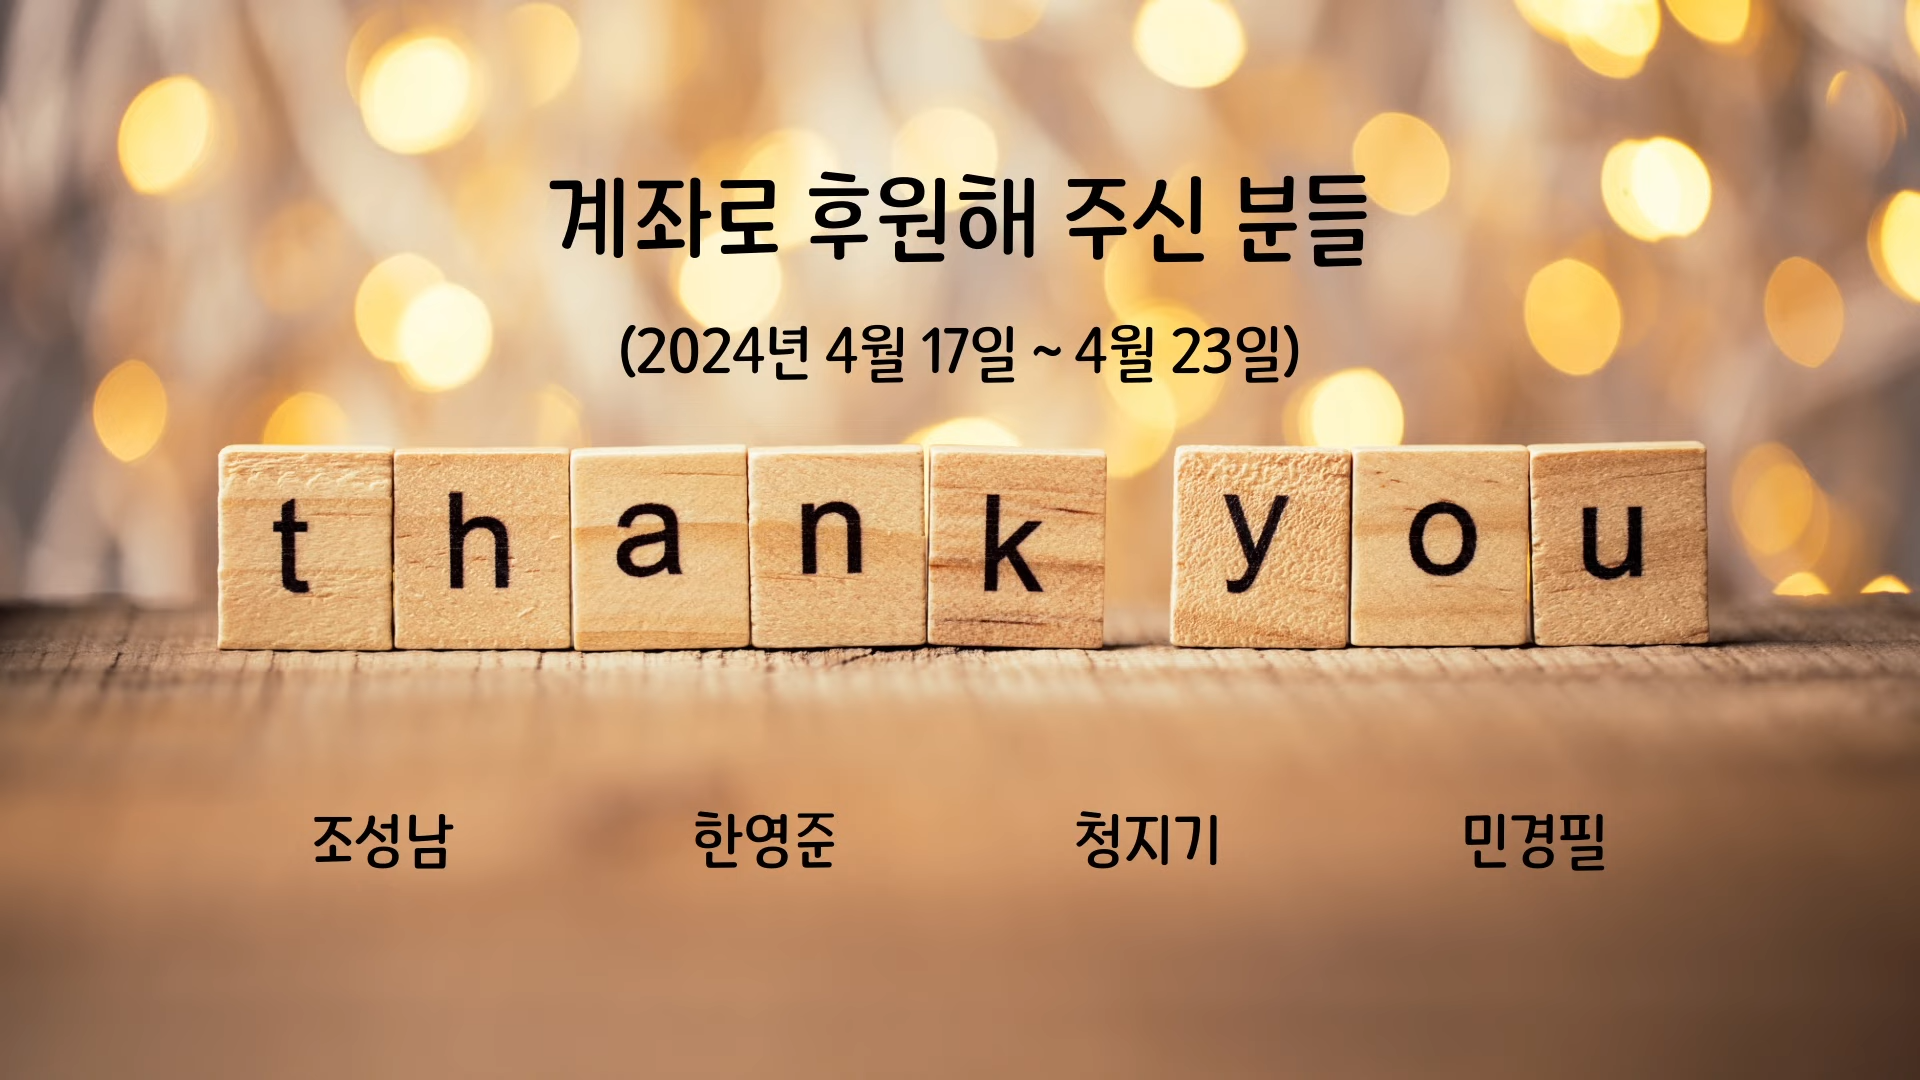 계좌로 후원해 주신 분들
(2024년 4월 17일 ~ 4월 23일)
thank you
조성남 한영준 청지기 민경필